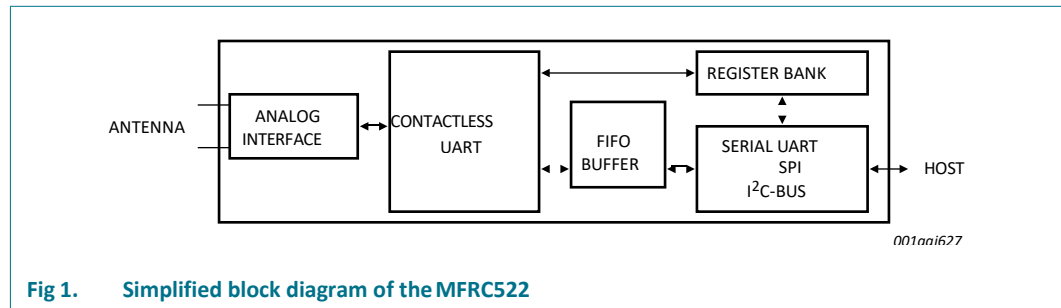 ANTENNA
ANALOG
INTERFACE
CONTACTLESS
UART
FIFO
BUFFER
REGISTER BANK
SERIAL UART
SPI
I²C-BUS
HOST
001aaj627
Fig 1. Simplified block diagram of the MFRC522